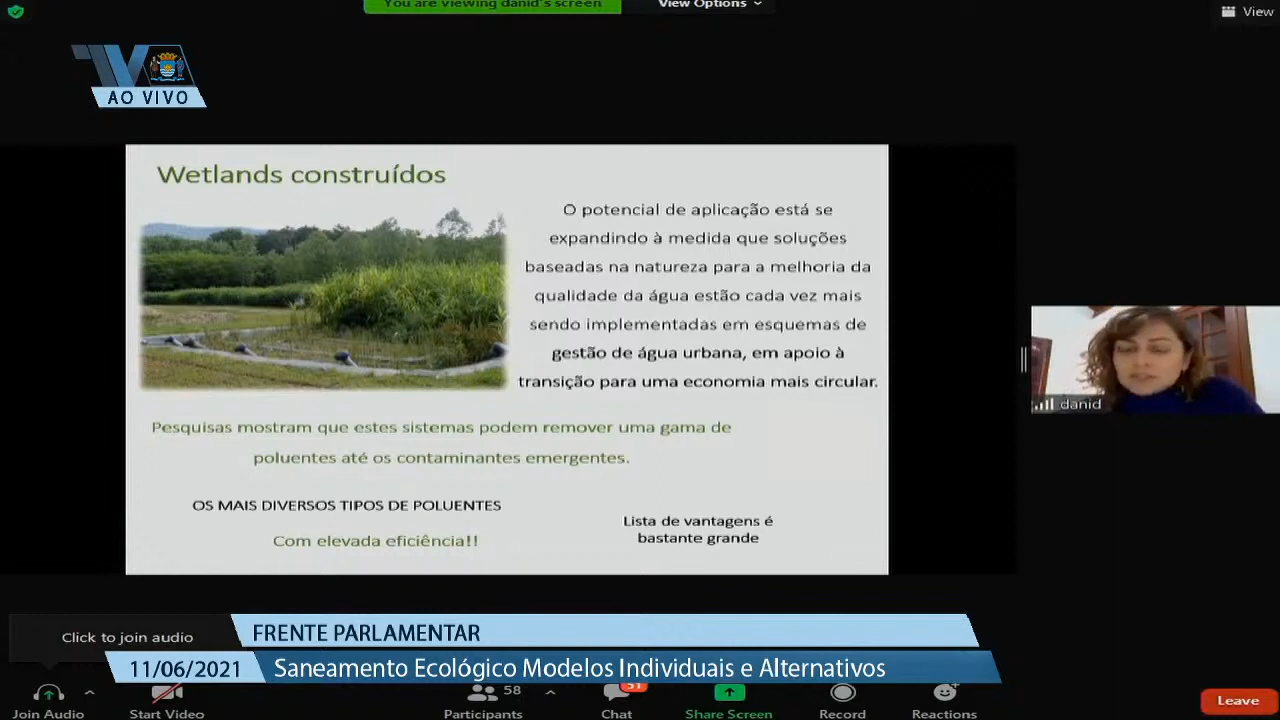 You are viewing danid's screen
View Options
View
TV
AO VIVO
Wetlands construídos
O potencial de aplicação está se
expandindo à medida que soluções
baseadas na natureza para a melhoria da
qualidade da água estão cada vez mais
sendo implementadas em esquemas de
gestão de água urbana, em apoio à
transição para uma economia mais circular.
Pesquisas mostram que estes sistemas podem remover uma gama de
poluentes até os contaminantes emergentes.
OS MAIS DIVERSOS TIPOS DE POLUENTES
Com elevada eficiência!!
Lista de vantagens é
bastante grande
danid
Click to join audio
FRENTE PARLAMENTAR
11/06/2021
Saneamento Ecológico Modelos Individuais e Alternativos
Join Audio
Start Video
58
Participants
51
Chat
Share Screen
Record
Reactions
Leave